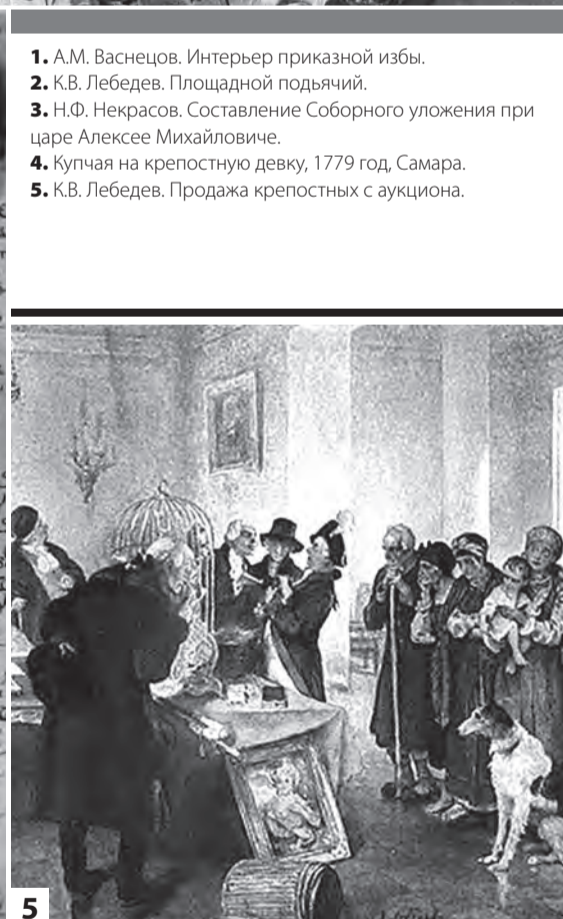 1. А.М. Васнецов. Интерьер приказной избы.
2. К.В. Лебедев. Площадной подьячий.
3. Н.Ф. Некрасов. Составление Соборного уложения при
царе Алексее Михайловиче.
4. Купчая на крепостную девку, 1779 год, Самара.
5. К.В. Лебедев. Продажа крепостных с аукциона.
5